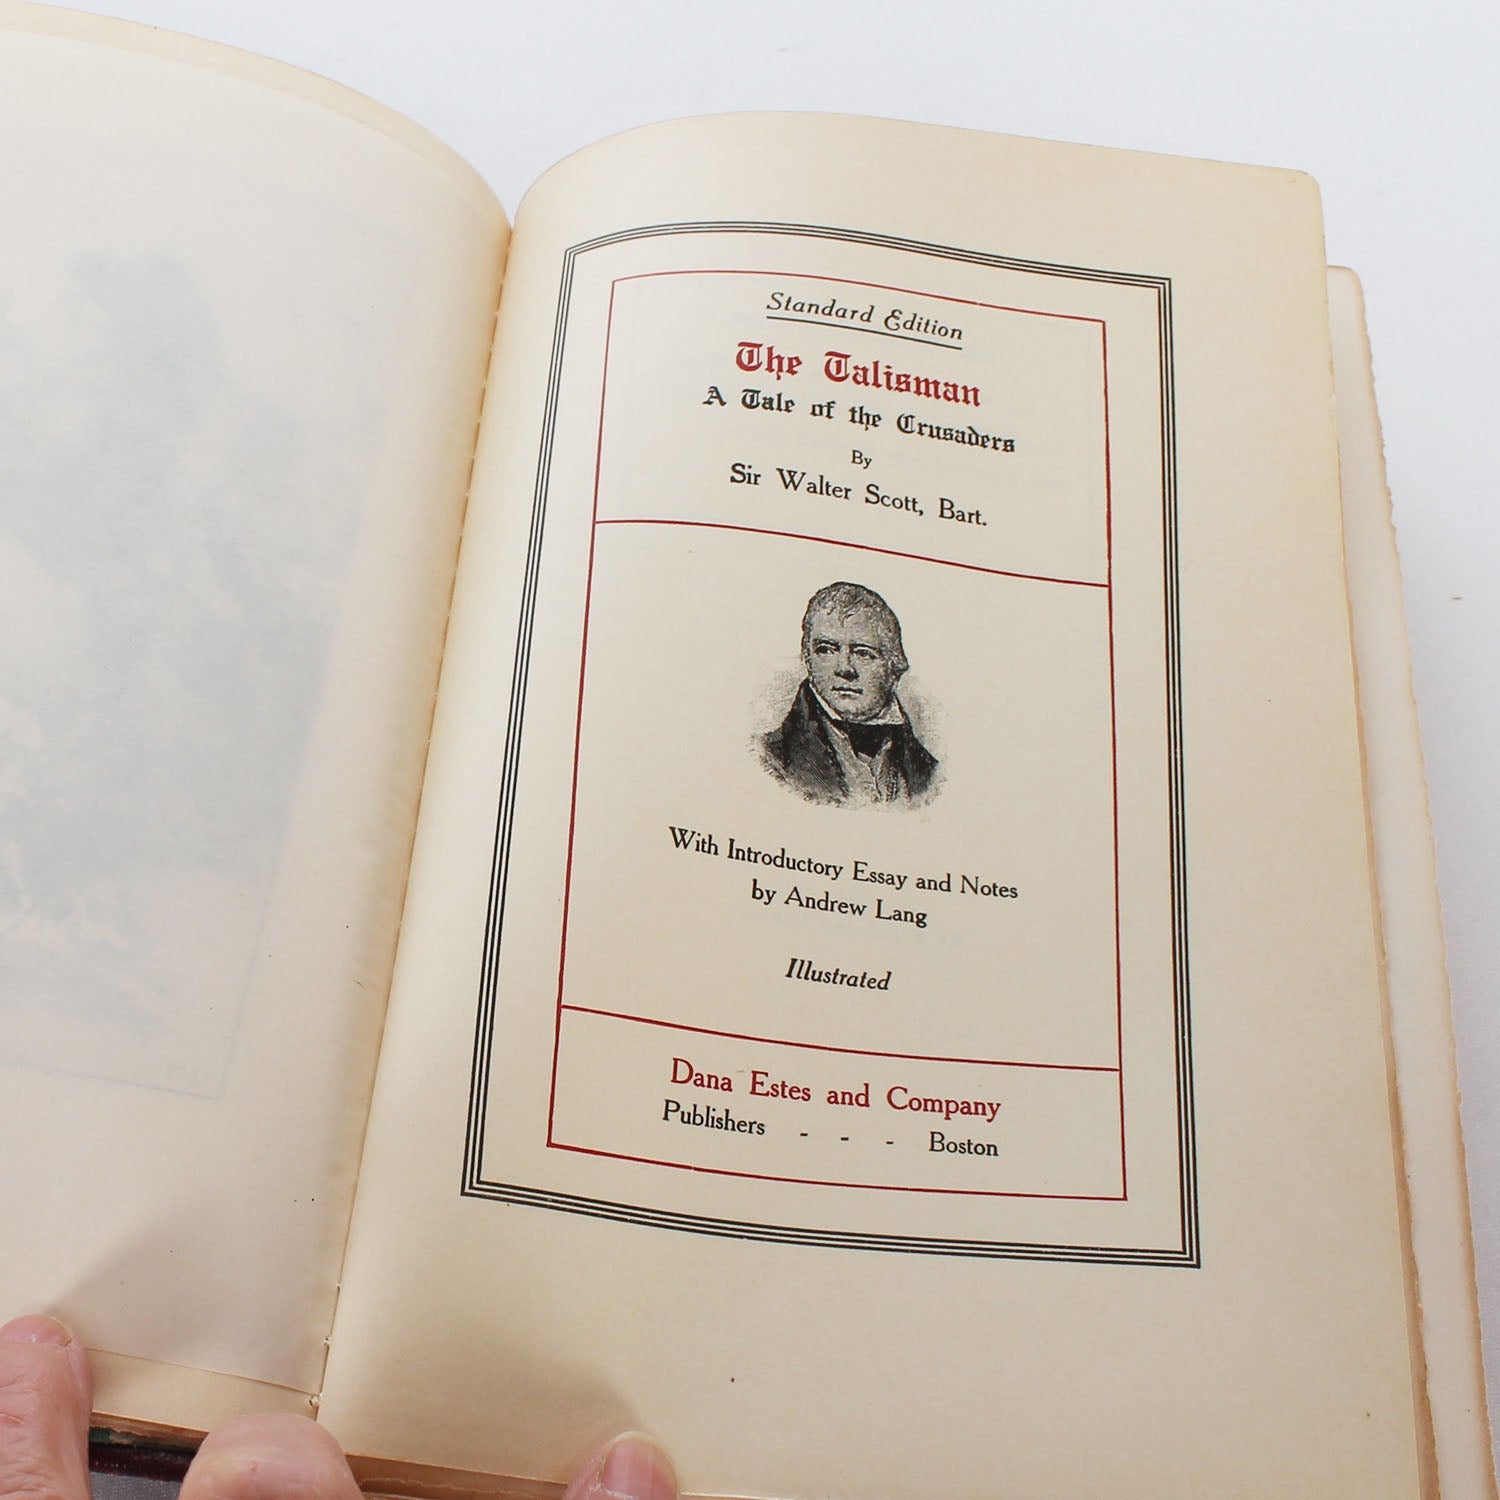 Standard Edition
The Talisman
A Tale of the Crusaders
By
Sir Walter Scott, Bart.
With Introductory Essay and Notes
by Andrew Lang
Illustrated
Dana Estes and Company
Publishers - - - Boston